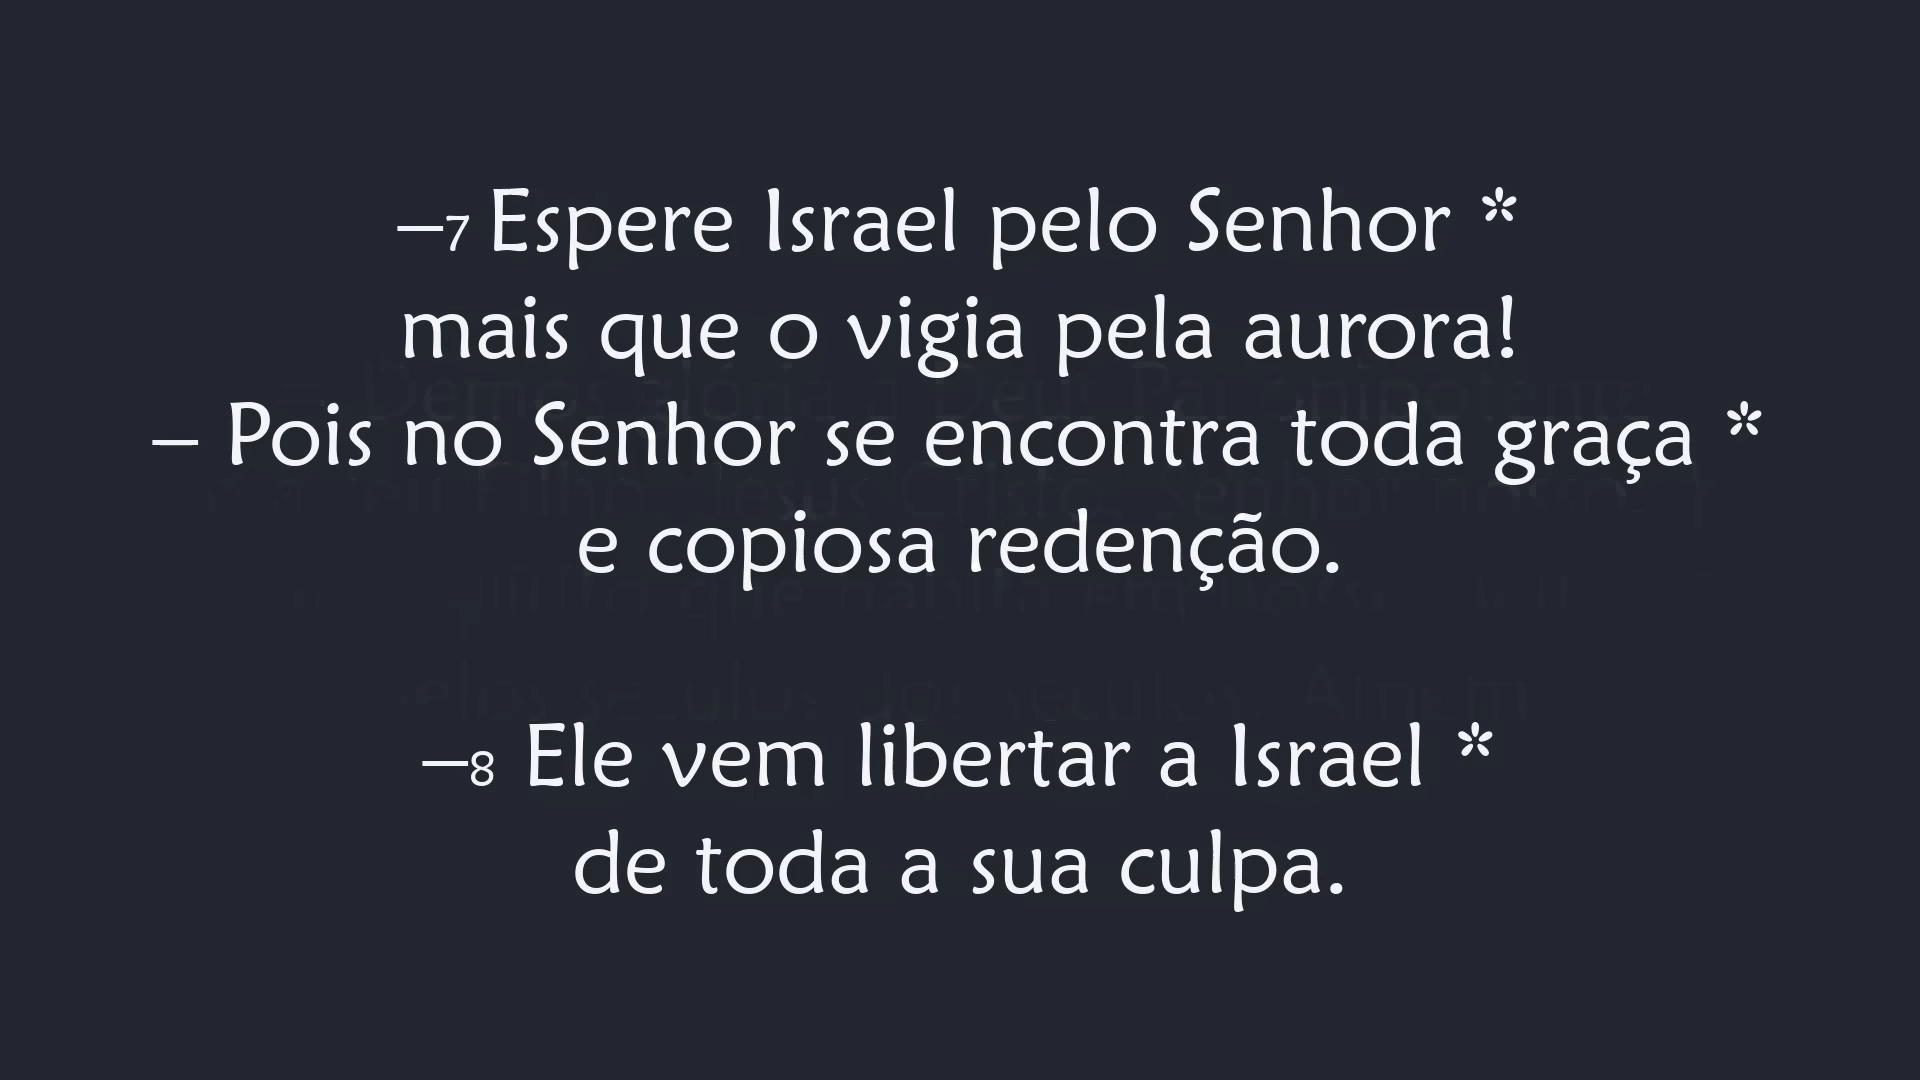 –7 Espere Israel pelo Senhor *
mais que o vigia pela aurora!
– Pois no Senhor se encontra toda graça *
e copiosa redenção.
–8 Ele vem libertar a Israel *
de toda a sua culpa.